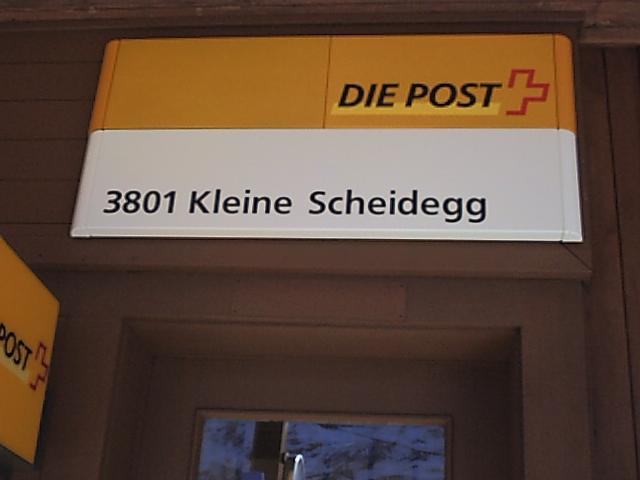 DIE POST
3801 Kleine Scheidegg
POST